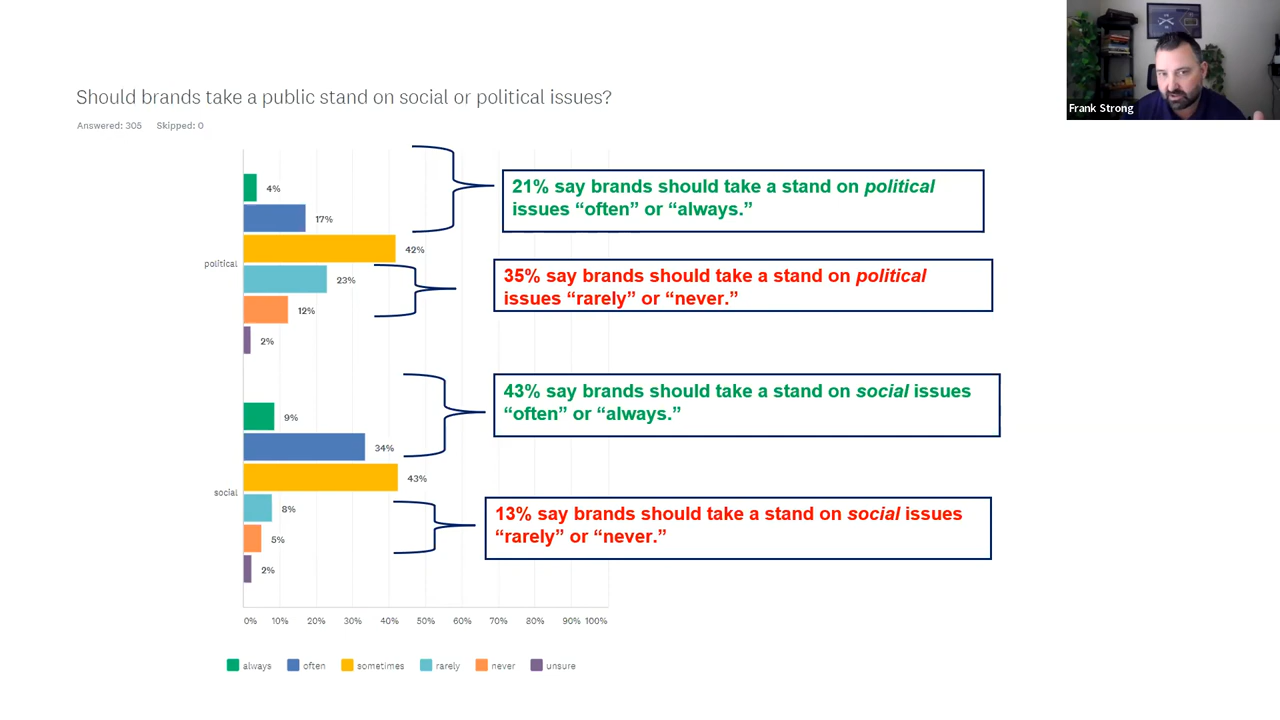 Frank Strong
Should brands take a public stand on social or political issues?
Answered: 305 Skipped: 0
4%
17%
42%
political
23%
12%
2%
21% say brands should take a stand on political
issues “often” or “always.”
35% say brands should take a stand on political
issues “rarely” or “never.”
9%
34%
43%
social
8%
5%
2%
43% say brands should take a stand on social issues
“often” or “always.”
13% say brands should take a stand on social issues
“rarely” or “never.”
0% 10% 20% 30% 40% 50% 60% 70% 80% 90% 100%
always often sometimes rarely never unsure